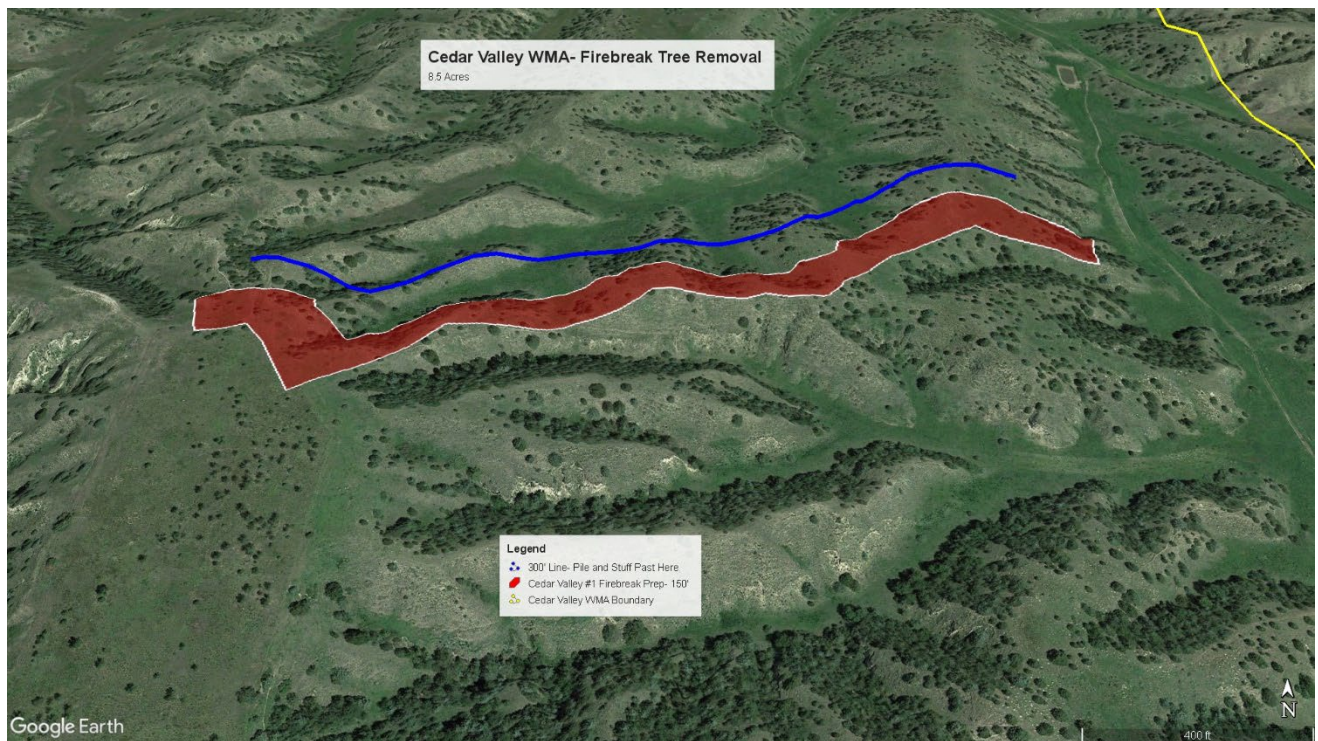 Cedar Valley WMA- Firebreak Tree Removal
8.5 Acres
Legend
300' Line- Pile and Stuff Past Here
Cedar Valley #1 Firebreak Prep- 150'
Cedar Valley WMA Boundary
Google Earth
N
400 ft